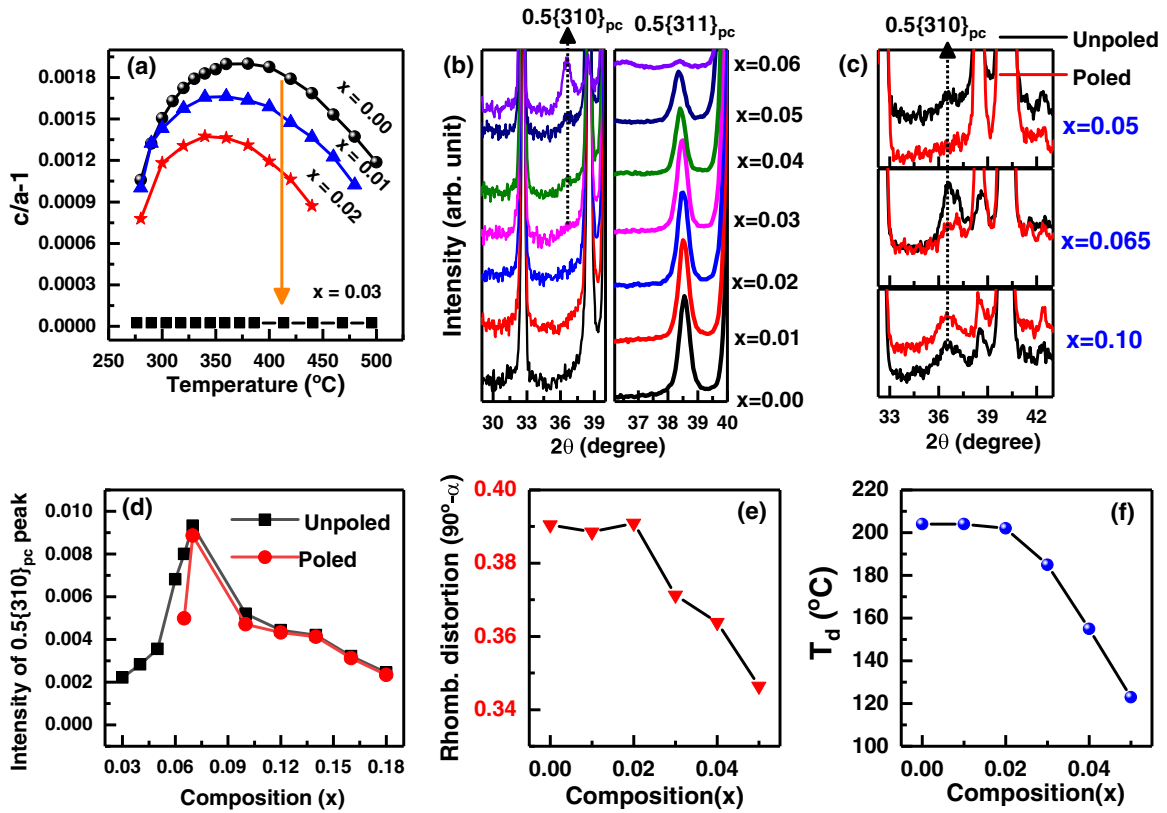 (a)
c/a-1
0.0018
0.0015
0.0012
0.0009
0.0006
0.0003
0.0000
x = 0.00
x = 0.01
x = 0.02
x = 0.03
250 300 350 400 450 500
Temperature (ºC)
0.5{310}pc 0.5{311}pc
(b)
Intensity (arb. unit)
x=0.06
x=0.05
x=0.04
x=0.03
x=0.02
x=0.01
x=0.00
30 33 36 39 37 38 39 40
2θ (degree) 2θ (degree)
0.5{310}pc
(c)
Unpoled
Poled
x=0.05
x=0.065
x=0.10
33 36 39 42
2θ (degree)
(d)
Intensity of 0.5{310}pc peak
0.010
0.008
0.006
0.004
0.002
0.000
Unpoled
Poled
0.03 0.06 0.09 0.12 0.15 0.18
Composition (x)
(e)
Rhomb. distortion (90º-α)
0.40
0.38
0.36
0.34
0.00 0.02 0.04
Composition(x)
(f)
Td (ºC)
220
200
180
160
140
120
100
0.00 0.02 0.04
Composition(x)